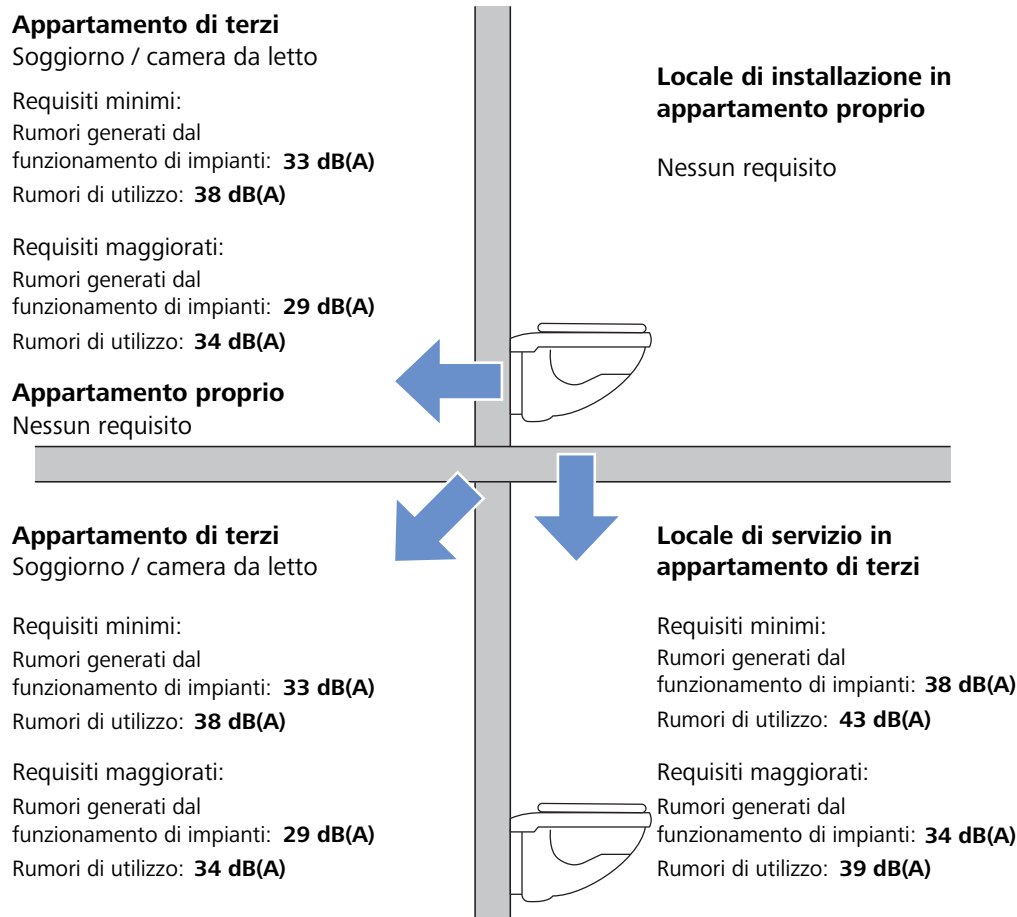 Appartamento di terzi
Soggiorno / camera da letto
Requisiti minimi:
Rumori generati dal
funzionamento di impianti: 33 dB(A)
Rumori di utilizzo: 38 dB(A)
Requisiti maggiorati:
Rumori generati dal
funzionamento di impianti: 29 dB(A)
Rumori di utilizzo: 34 dB(A)
Appartamento proprio
Nessun requisito
Locale di installazione in
appartamento proprio
Nessun requisito
Appartamento di terzi
Soggiorno / camera da letto
Requisiti minimi:
Rumori generati dal
funzionamento di impianti: 33 dB(A)
Rumori di utilizzo: 38 dB(A)
Requisiti maggiorati:
Rumori generati dal
funzionamento di impianti: 29 dB(A)
Rumori di utilizzo: 34 dB(A)
Locale di servizio in
appartamento di terzi
Requisiti minimi:
Rumori generati dal
funzionamento di impianti: 38 dB(A)
Rumori di utilizzo: 43 dB(A)
Requisiti maggiorati:
Rumori generati dal
funzionamento di impianti: 34 dB(A)
Rumori di utilizzo: 39 dB(A)